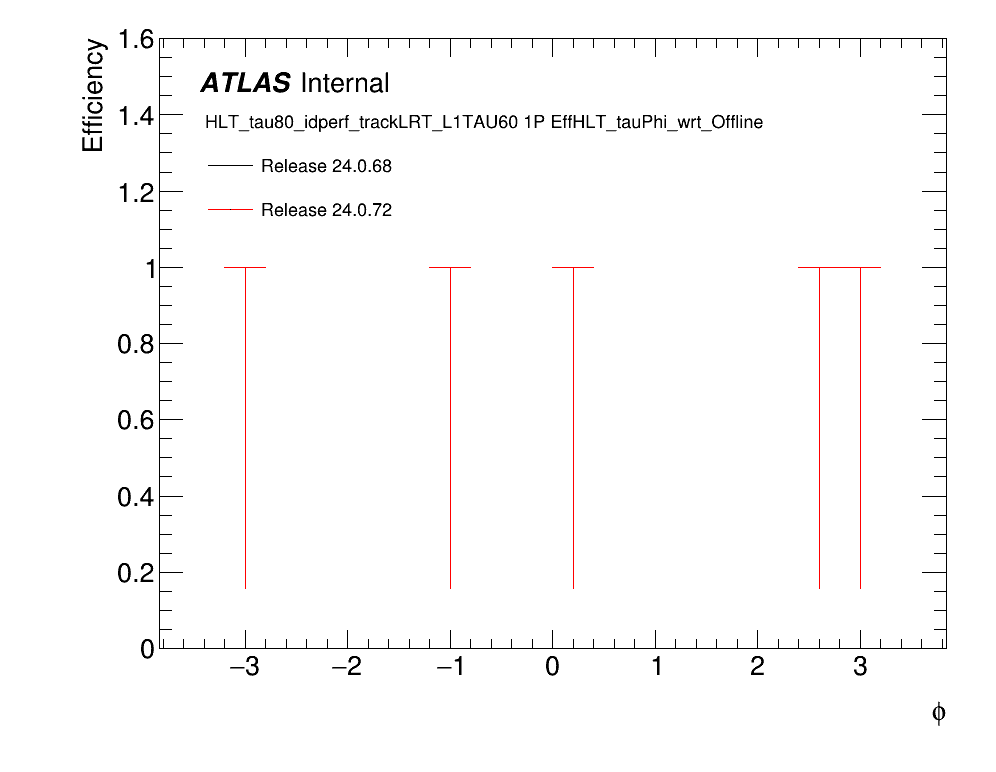 Efficiency
1.6
1.4
1.2
1
0.8
0.6
0.4
0.2
0
ATLAS Internal
HLT_tau80_idperf_trackLRT_L1TAU60 1P EffHLT_tauPhi_wrt_Offline
Release 24.0.68
Release 24.0.72
−3 −2 −1 0 1 2 3
ϕ